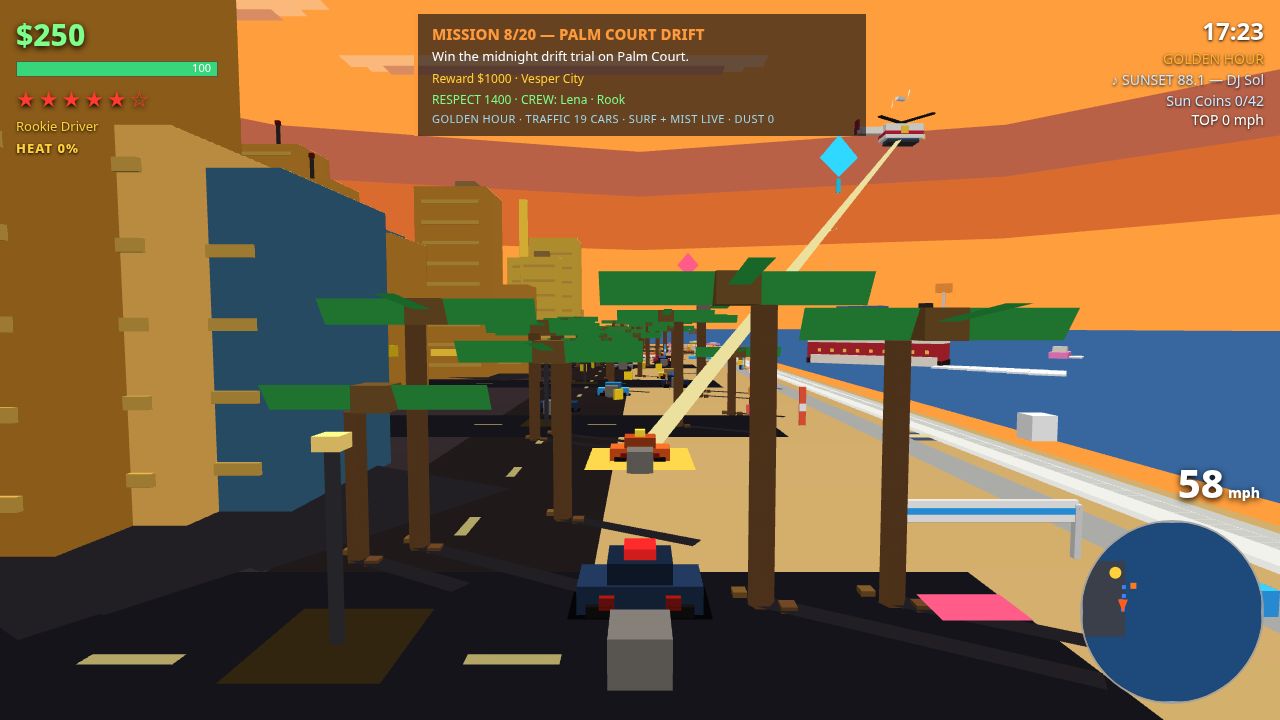 $250
100
★★★★★☆
Rookie Driver
HEAT 0%
MISSION 8/20 — PALM COURT DRIFT
Win the midnight drift trial on Palm Court.
Reward $1000 · Vesper City
RESPECT 1400 · CREW: Lena · Rook
GOLDEN HOUR · TRAFFIC 19 CARS · SURF + MIST LIVE · DUST 0
17:23
GOLDEN HOUR
♪ SUNSET 88.1 — DJ Sol
Sun Coins 0/42
TOP 0 mph
58 mph